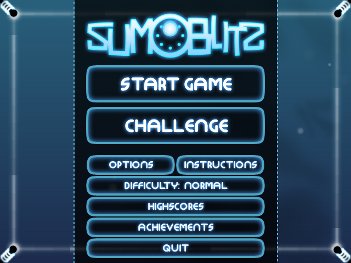 SUMOBLITZ
START GAME
CHALLENGE
OPTIONS INSTRUCTIONS
DIFFICULTY: NORMAL
HIGHSCORES
ACHIEVEMENTS
QUIT